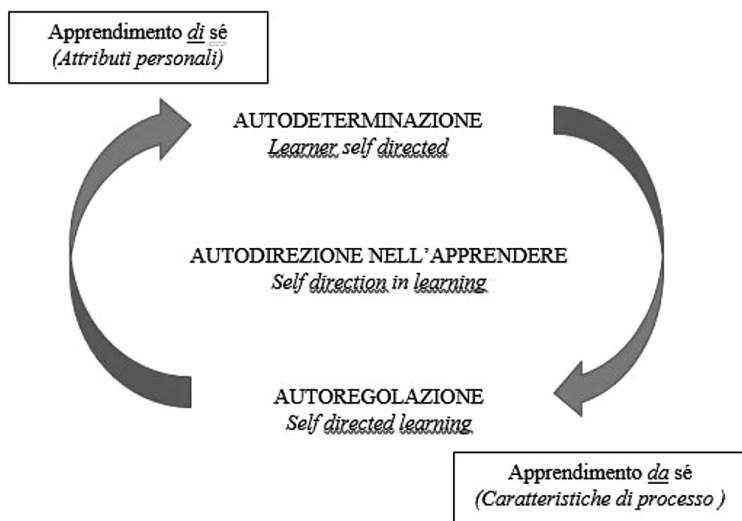 Apprendimento di sé
(Attributi personali)
AUTODETERMINAZIONE
Learner self directed
AUTODIREZIONE NELL’APPRENDERE
Self direction in learning
AUTOREGOLAZIONE
Self directed learning
Apprendimento da sé
(Caratteristiche di processo )